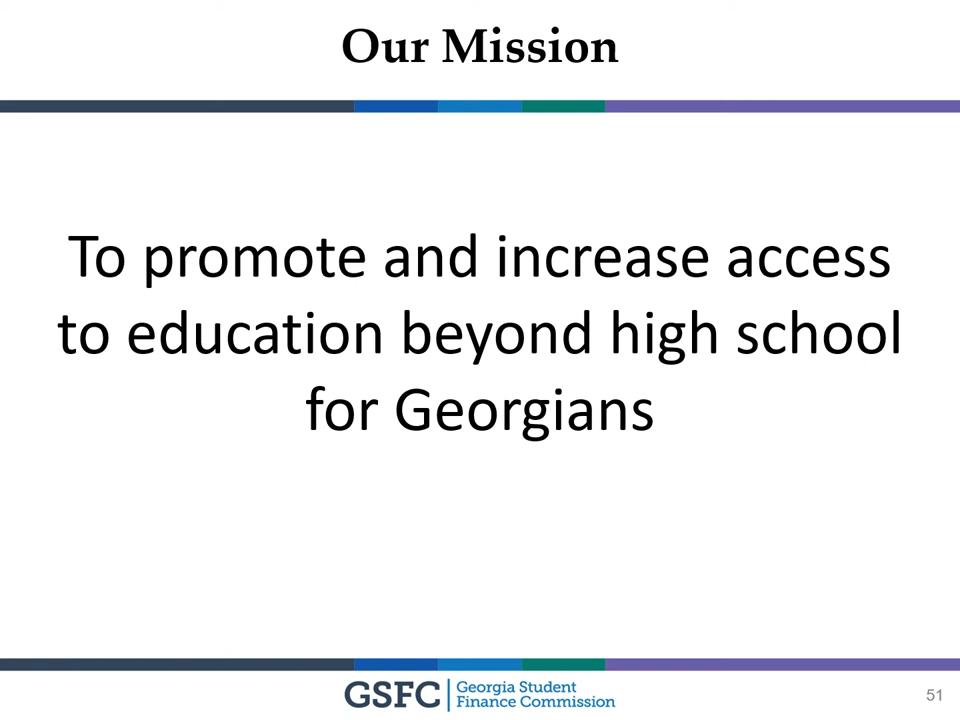 Our Mission
To promote and increase access
to education beyond high school
for Georgians
GSFC
Georgia Student
Finance Commission
51